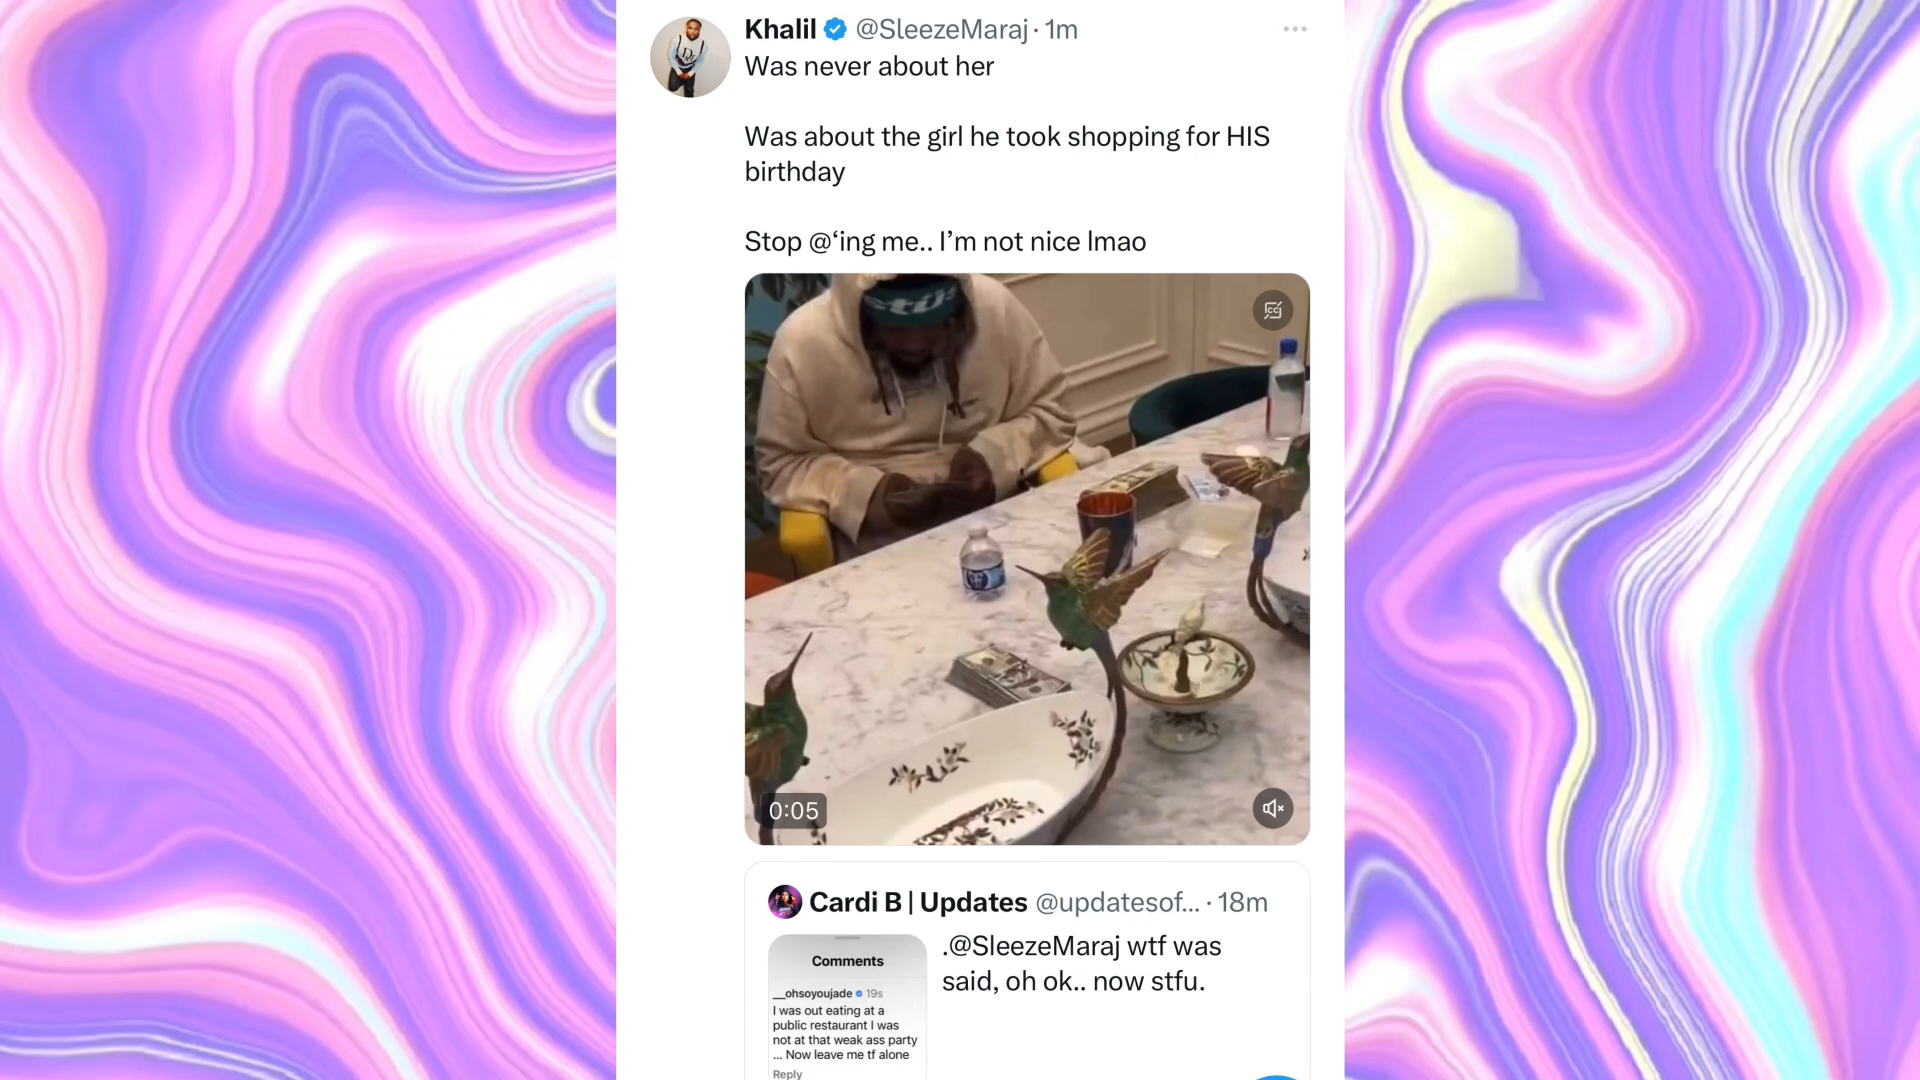 Khalil @SleezeMaraj · 1m
Was never about her
Was about the girl he took shopping for HIS
birthday
Stop @‘ing me.. I’m not nice lmao
0:05
Cardi B | Updates @updatesof... · 18m
.@SleezeMaraj wtf was
said, oh ok.. now stfu.
Comments
__ohsoyoujade 19s
I was out eating at a
public restaurant I was
not at that weak ass party
... Now leave me tf alone
Reply